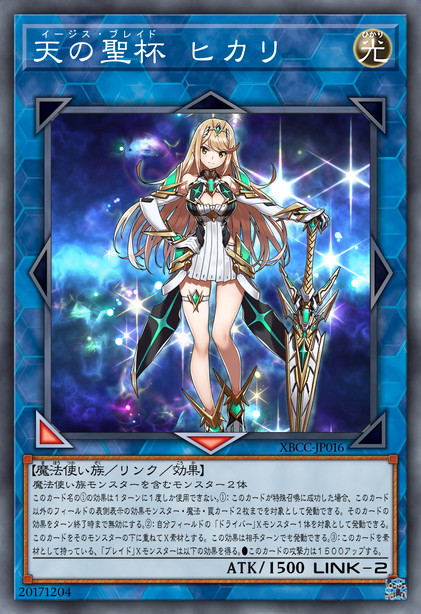 イージス・ブレイド
天の聖杯 ヒカリ
ひかり
光
XBCC-JP016
【魔法使い族／リンク／効果】
魔法使い族モンスターを含むモンスター２体
このカード名の①の効果は１ターンに１度しか使用できない。①：このカードが特殊召喚に成功した場合、このカード
以外のフィールドの表側表示の効果モンスター・魔法・罠カード２枚までを対象として発動できる。そのカードの
効果をターン終了時まで無効にする。②：自分フィールドの「ドライバー」Xモンスター１体を対象として発動できる。
このカードをそのモンスターの下に重ねてX素材とする。この効果は相手ターンでも発動できる。③：このカードを素
材として持っている、「ブレイド」Xモンスターは以下の効果を得る。●このカードの攻撃力は１５００アップする。
ATK/1500 LINK-2
20171204